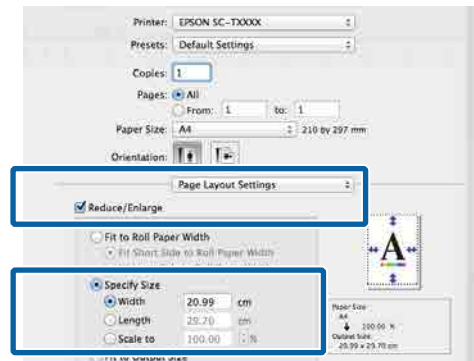 Printer: EPSON SC-TXXXX
Presets: Default Settings
Copies: 1
Pages: All
From: 1 to: 1
Paper Size: A4 210 by 297 mm
Orientation:
Page Layout Settings
Reduce/Enlarge
Fit to Roll Paper Width
Fit Short Side to Roll Paper Width
Specify Size
Width 20.99 cm
Length 29.70 cm
Scale to 100.00 %
Fit to Output Size
A
Paper Size
A4
100.00 %
Output Size
20.99 x 29.70 cm